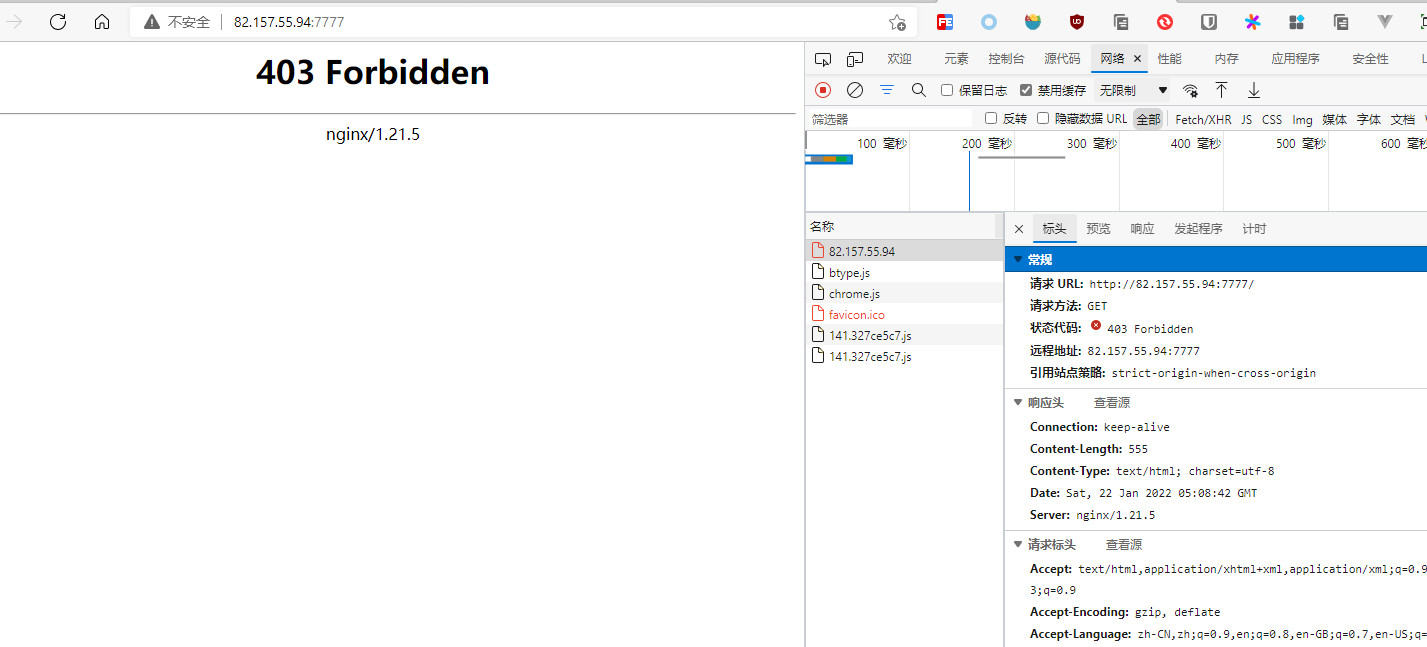 不安全 82.157.55.94:7777
403 Forbidden
nginx/1.21.5
欢迎 元素 控制台 源代码 网络 性能 内存 应用程序 安全性
保留日志 禁用缓存 无限制
筛选器 反转 隐藏数据 URL 全部 Fetch/XHR JS CSS Img 媒体 字体 文档
100 毫秒 200 毫秒 300 毫秒 400 毫秒 500 毫秒 600 毫秒
名称
82.157.55.94
btype.js
chrome.js
favicon.ico
141.327ce5c7.js
141.327ce5c7.js
标头 预览 响应 发起程序 计时
常规
请求 URL: http://82.157.55.94:7777/
请求方法: GET
状态代码: 403 Forbidden
远程地址: 82.157.55.94:7777
引用站点策略: strict-origin-when-cross-origin
响应头 查看源
Connection: keep-alive
Content-Length: 555
Content-Type: text/html; charset=utf-8
Date: Sat, 22 Jan 2022 05:08:42 GMT
Server: nginx/1.21.5
请求标头 查看源
Accept: text/html,application/xhtml+xml,application/xml;q=0.9
3;q=0.9
Accept-Encoding: gzip, deflate
Accept-Language: zh-CN,zh;q=0.9,en;q=0.8,en-GB;q=0.7,en-US;q=